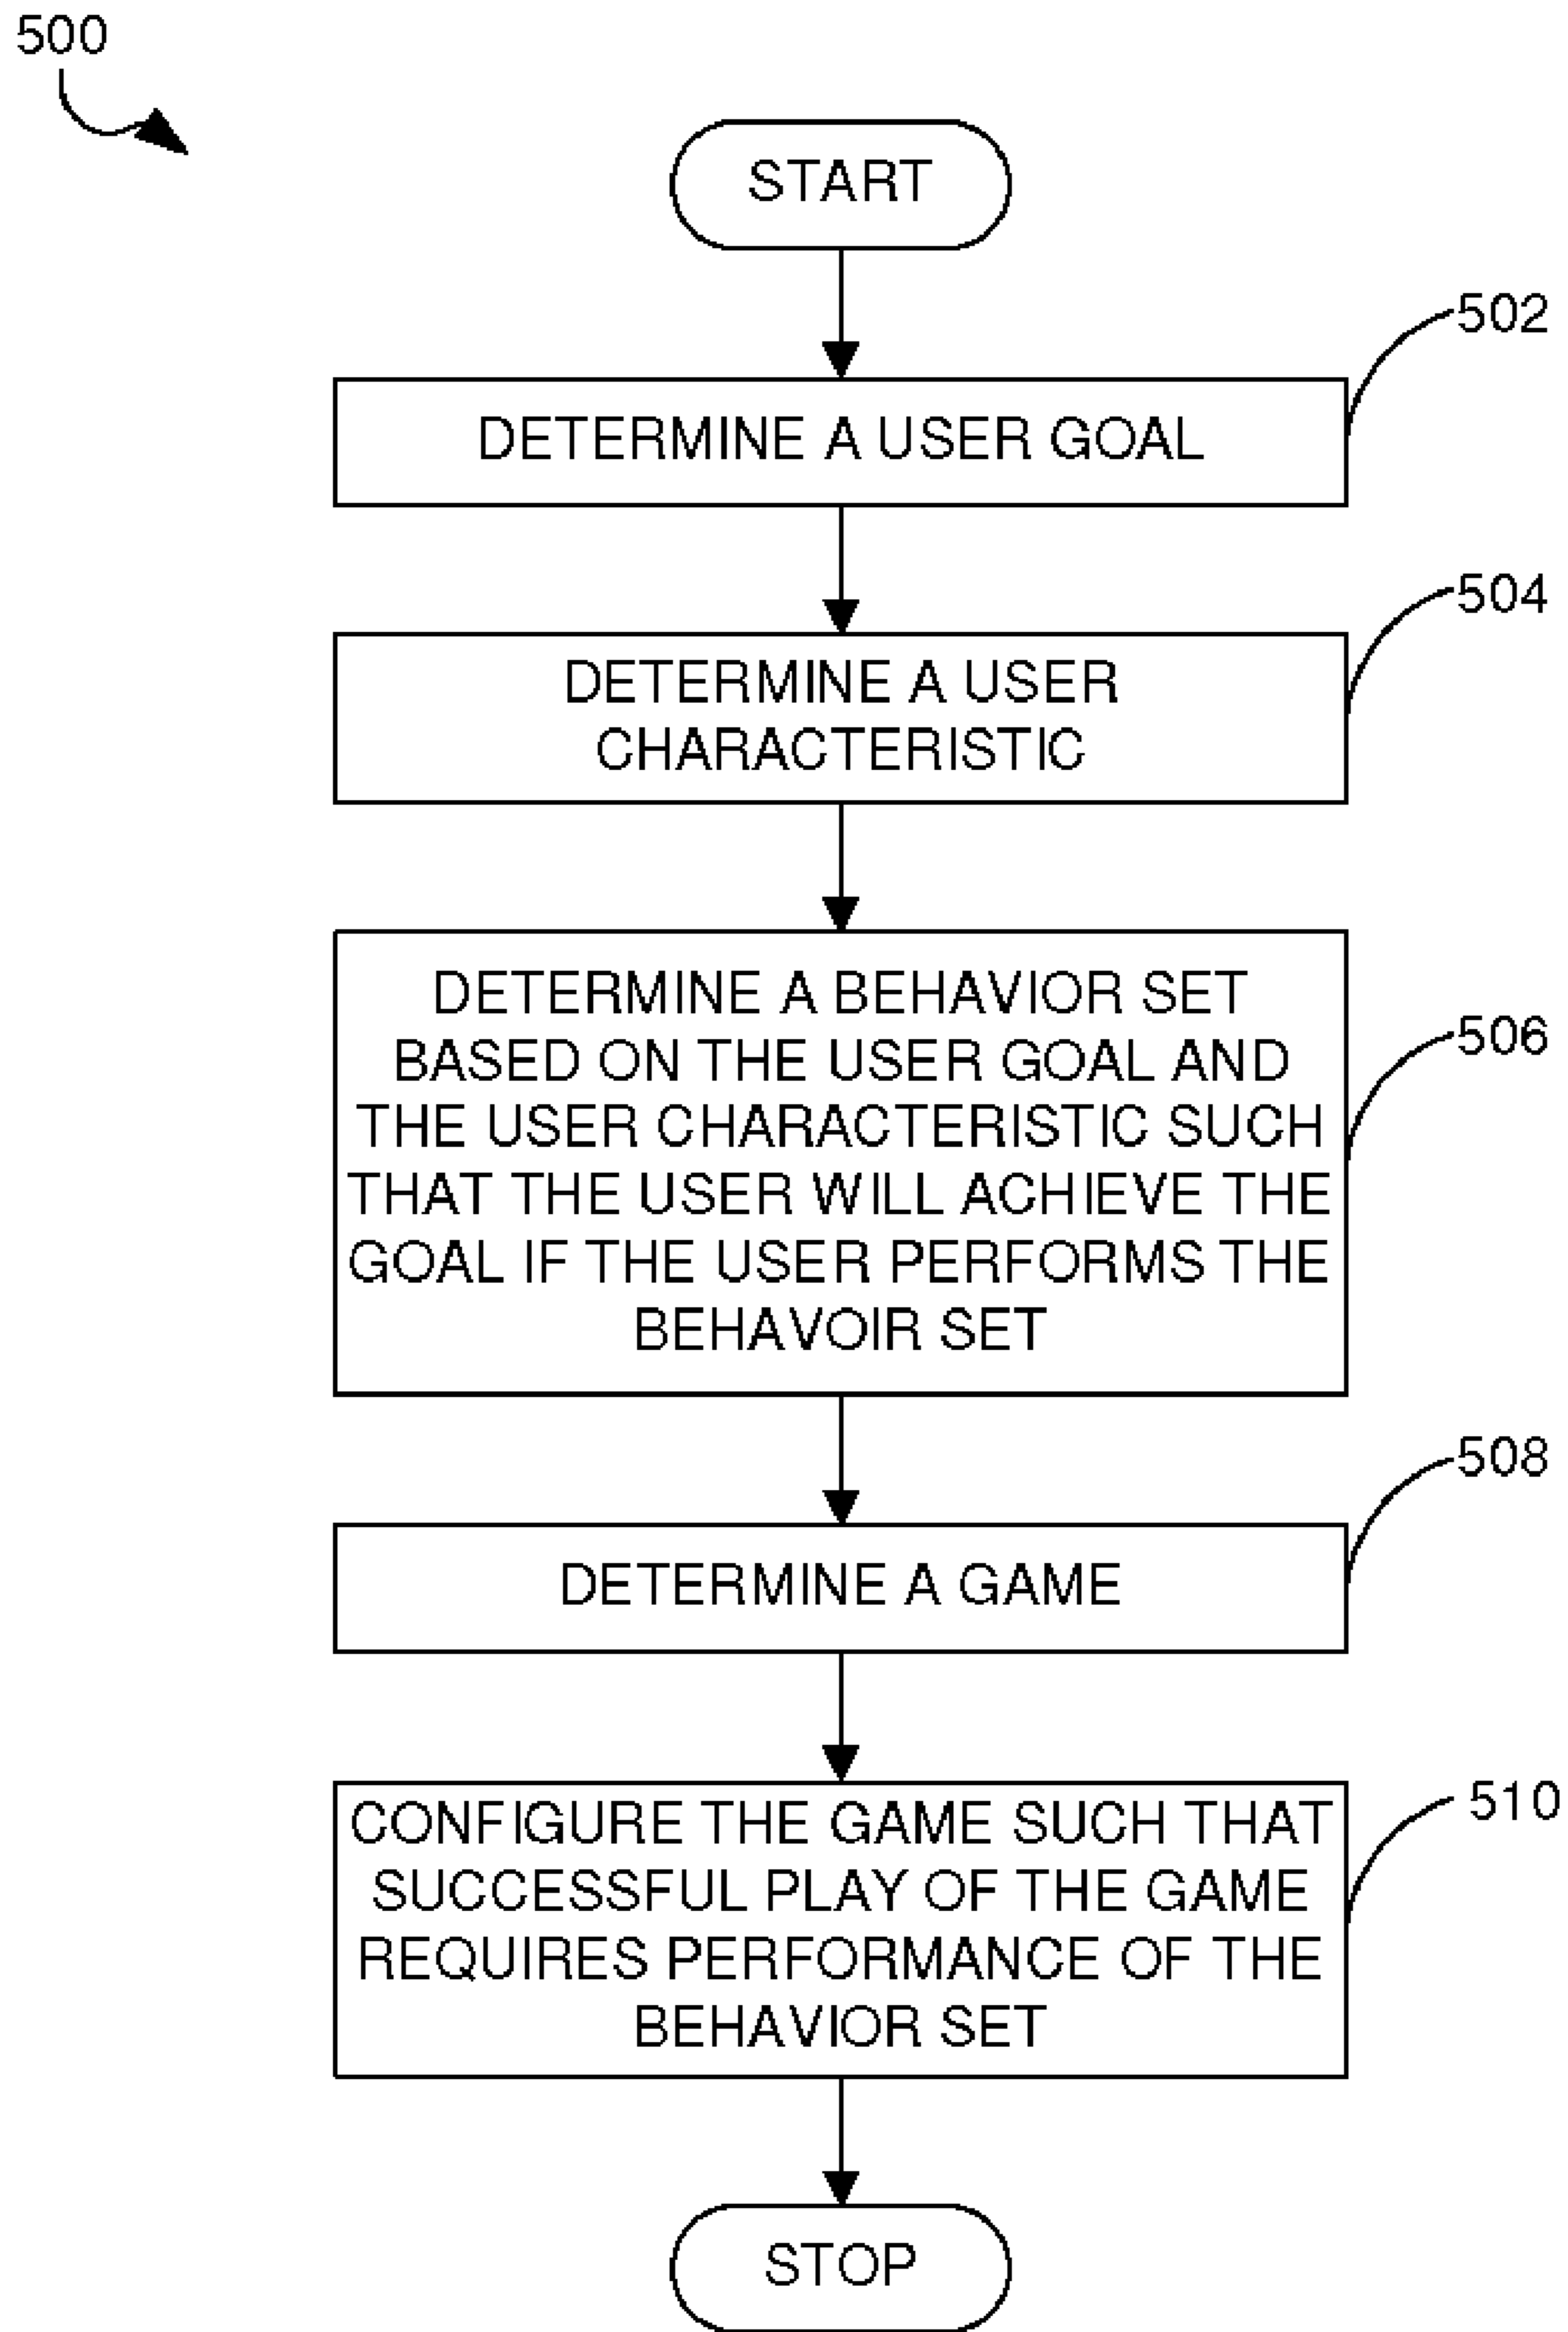 500
START
502
DETERMINE A USER GOAL
504
DETERMINE A USER
CHARACTERISTIC
DETERMINE A BEHAVIOR SET
BASED ON THE USER GOAL AND
506
THE USER CHARACTERISTIC SUCH
THAT THE USER WILL ACHIEVE THE
GOAL IF THE USER PERFORMS THE
BEHAVOIR SET
508
DETERMINE A GAME
510
CONFIGURE THE GAME SUCH THAT
SUCCESSFUL PLAY OF THE GAME
REQUIRES PERFORMANCE OF THE
BEHAVIOR SET
STOP